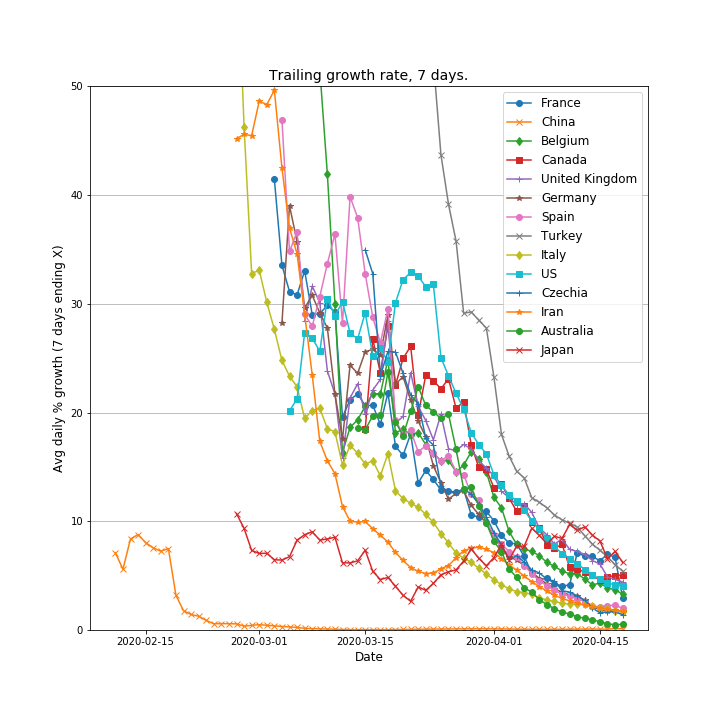 Trailing growth rate, 7 days.
Avg daily % growth (7 days ending X)
50
40
30
20
10
0
France
China
Belgium
Canada
United Kingdom
Germany
Spain
Turkey
Italy
US
Czechia
Iran
Australia
Japan
2020-02-15
2020-03-01
2020-03-15
2020-04-01
2020-04-15
Date